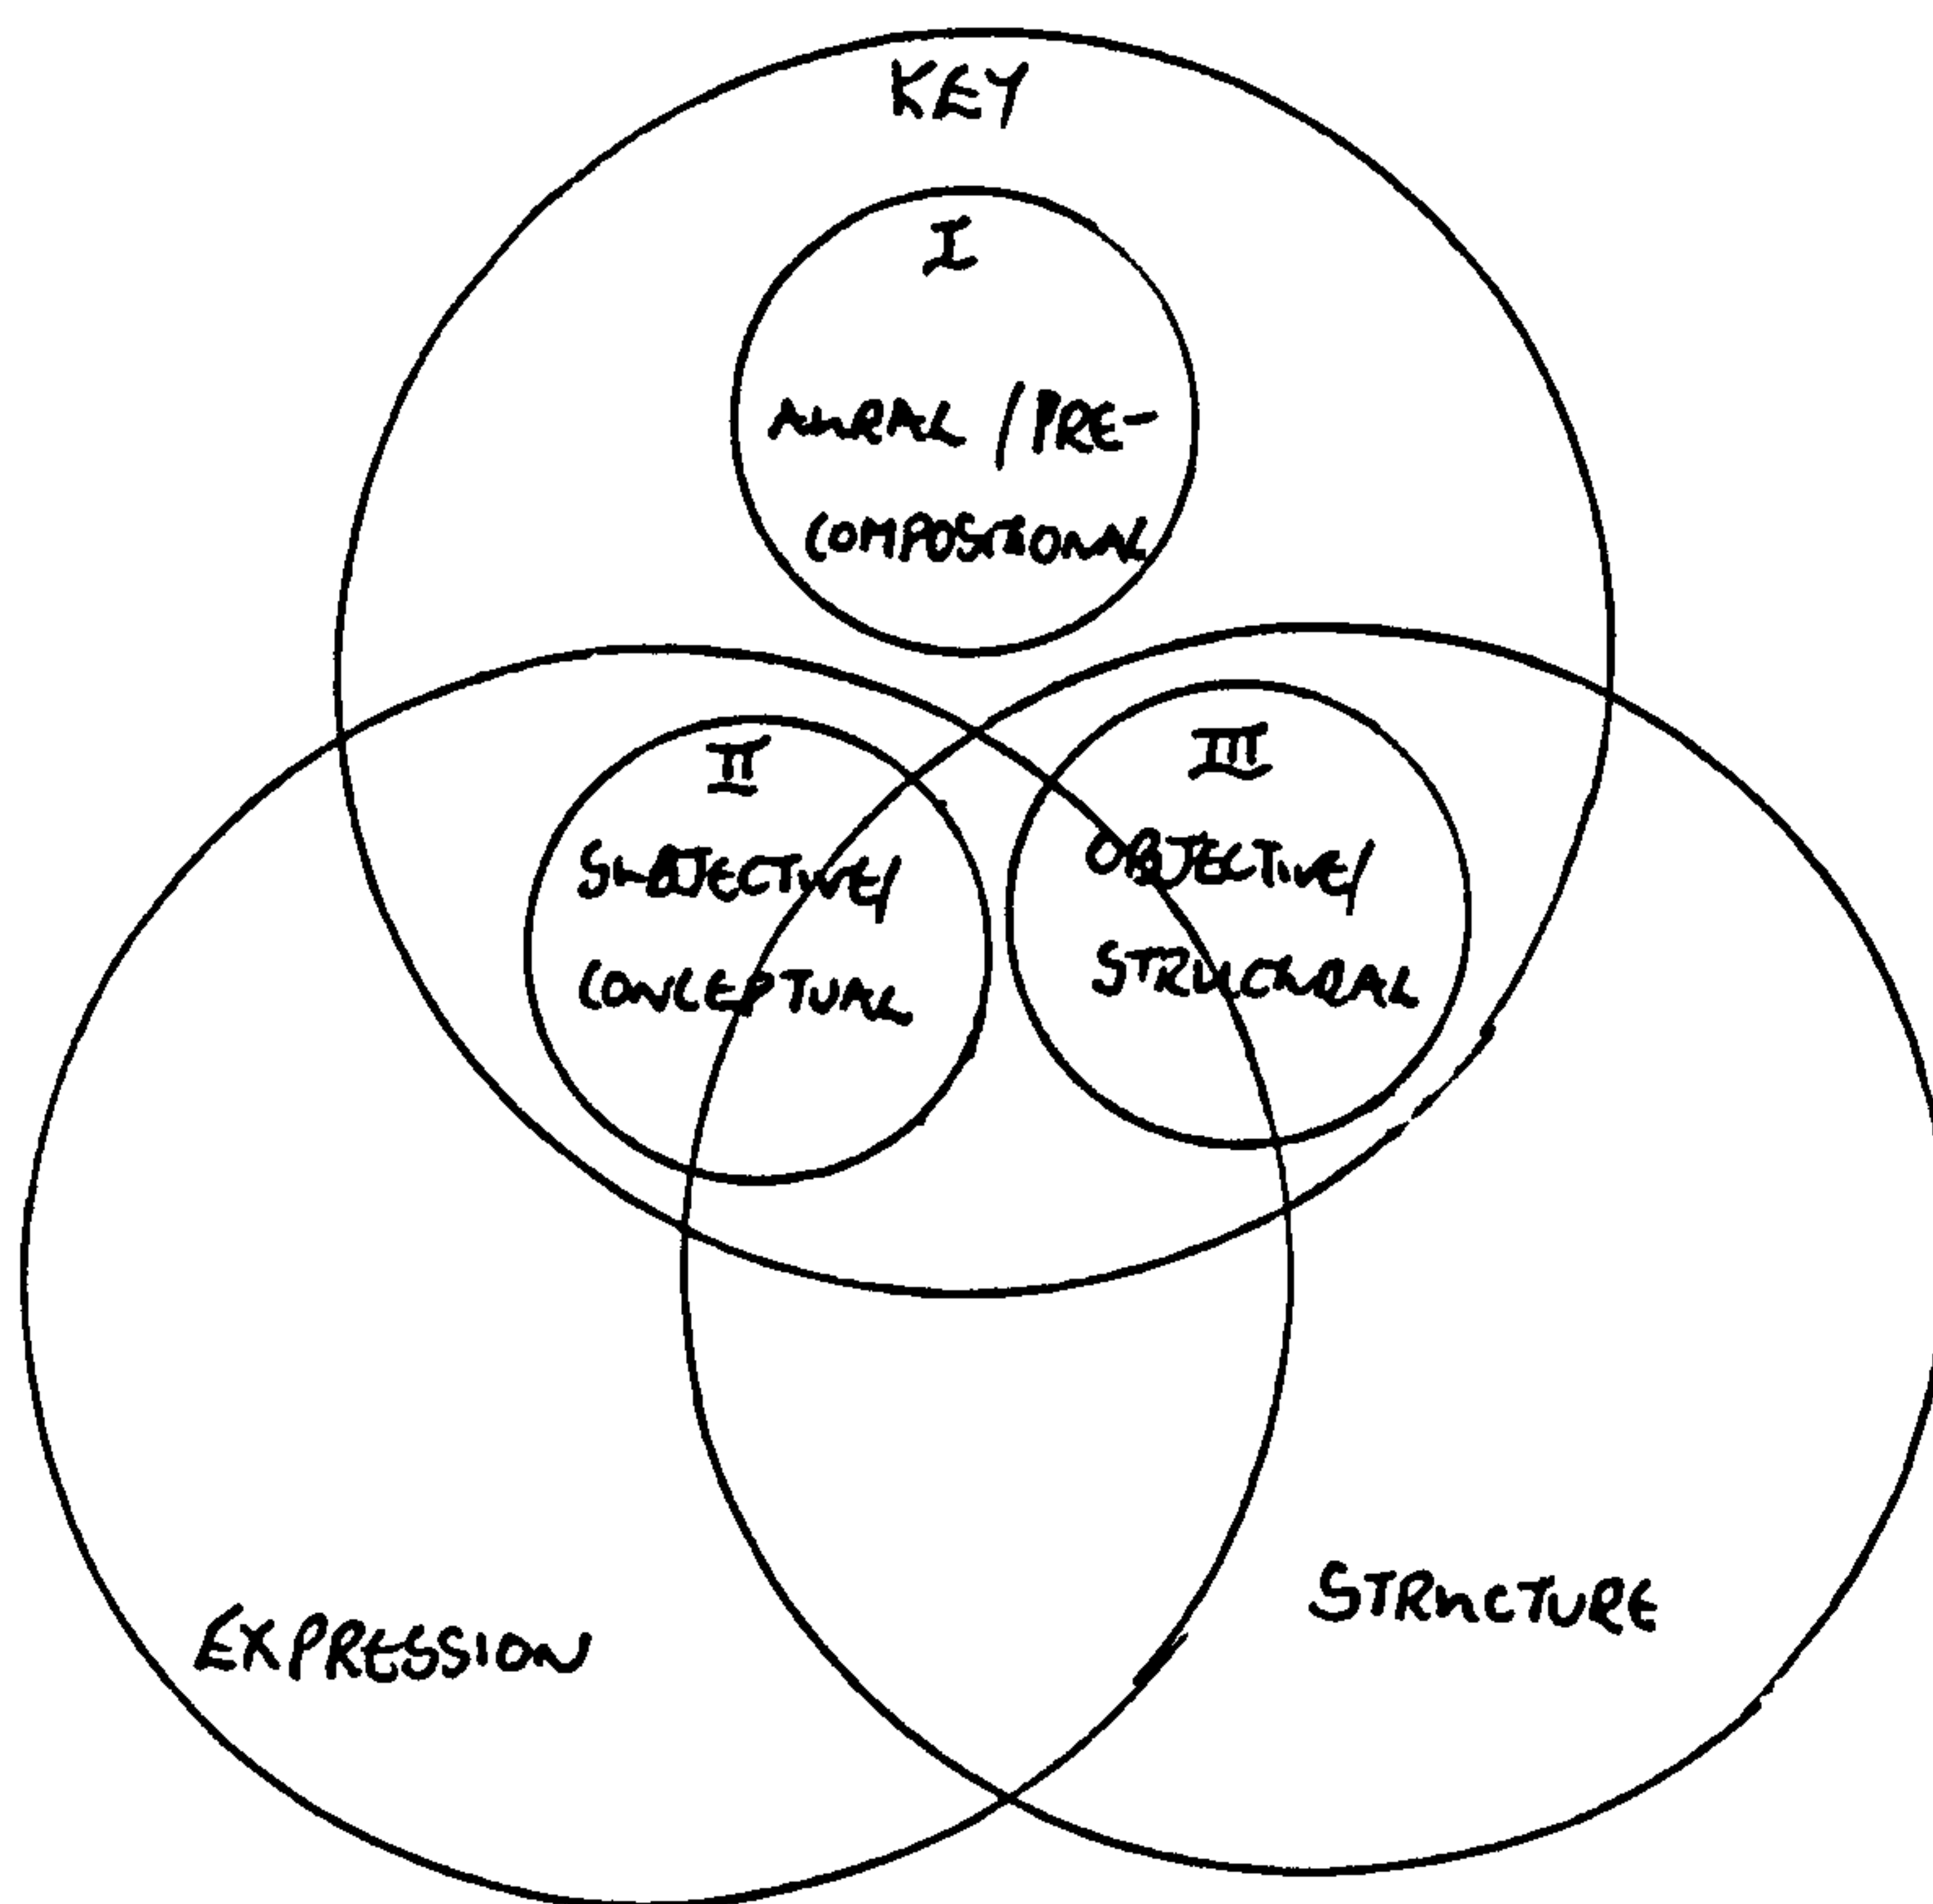 KEY
I
AURAL / PRE-
COMPOSITIONAL
II
SUBJECTIVE/
CONCEPTUAL
III
OBJECTIVE/
STRUCTURAL
EXPRESSION
STRUCTURE